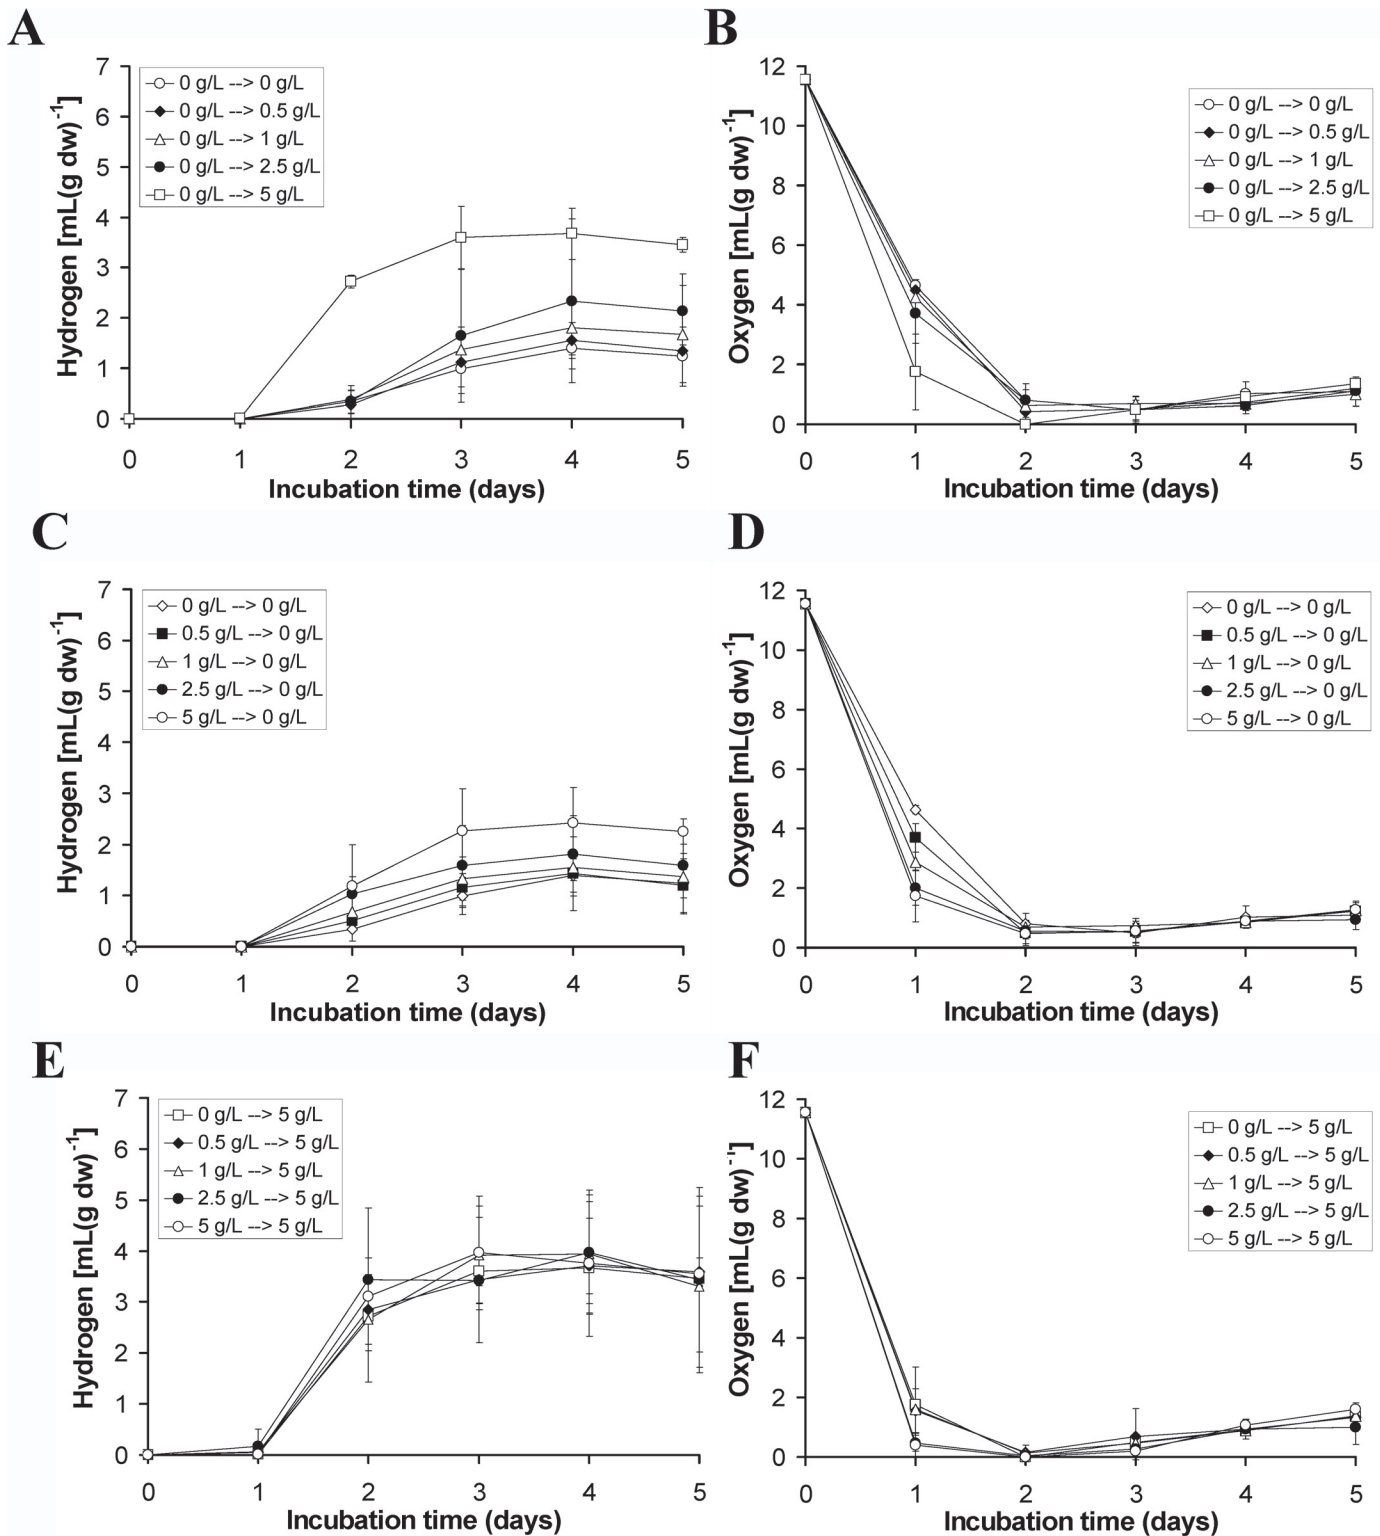 A
Hydrogen [mL(g dw)-1]
7
6
5
4
3
2
1
0
0 g/L --> 0 g/L
0 g/L --> 0.5 g/L
0 g/L --> 1 g/L
0 g/L --> 2.5 g/L
0 g/L --> 5 g/L
0 1 2 3 4 5
Incubation time (days)
B
Oxygen [mL(g dw)-1]
12
10
8
6
4
2
0
0 g/L --> 0 g/L
0 g/L --> 0.5 g/L
0 g/L --> 1 g/L
0 g/L --> 2.5 g/L
0 g/L --> 5 g/L
0 1 2 3 4 5
Incubation time (days)
C
Hydrogen [mL(g dw)-1]
7
6
5
4
3
2
1
0
0 g/L --> 0 g/L
0.5 g/L --> 0 g/L
1 g/L --> 0 g/L
2.5 g/L --> 0 g/L
5 g/L --> 0 g/L
0 1 2 3 4 5
Incubation time (days)
D
Oxygen [mL(g dw)-1]
12
10
8
6
4
2
0
0 g/L --> 0 g/L
0.5 g/L --> 0 g/L
1 g/L --> 0 g/L
2.5 g/L --> 0 g/L
5 g/L --> 0 g/L
0 1 2 3 4 5
Incubation time (days)
E
Hydrogen [mL(g dw)-1]
7
6
5
4
3
2
1
0
0 g/L --> 5 g/L
0.5 g/L --> 5 g/L
1 g/L --> 5 g/L
2.5 g/L --> 5 g/L
5 g/L --> 5 g/L
0 1 2 3 4 5
Incubation time (days)
F
Oxygen [mL(g dw)-1]
12
10
8
6
4
2
0
0 g/L --> 5 g/L
0.5 g/L --> 5 g/L
1 g/L --> 5 g/L
2.5 g/L --> 5 g/L
5 g/L --> 5 g/L
0 1 2 3 4 5
Incubation time (days)